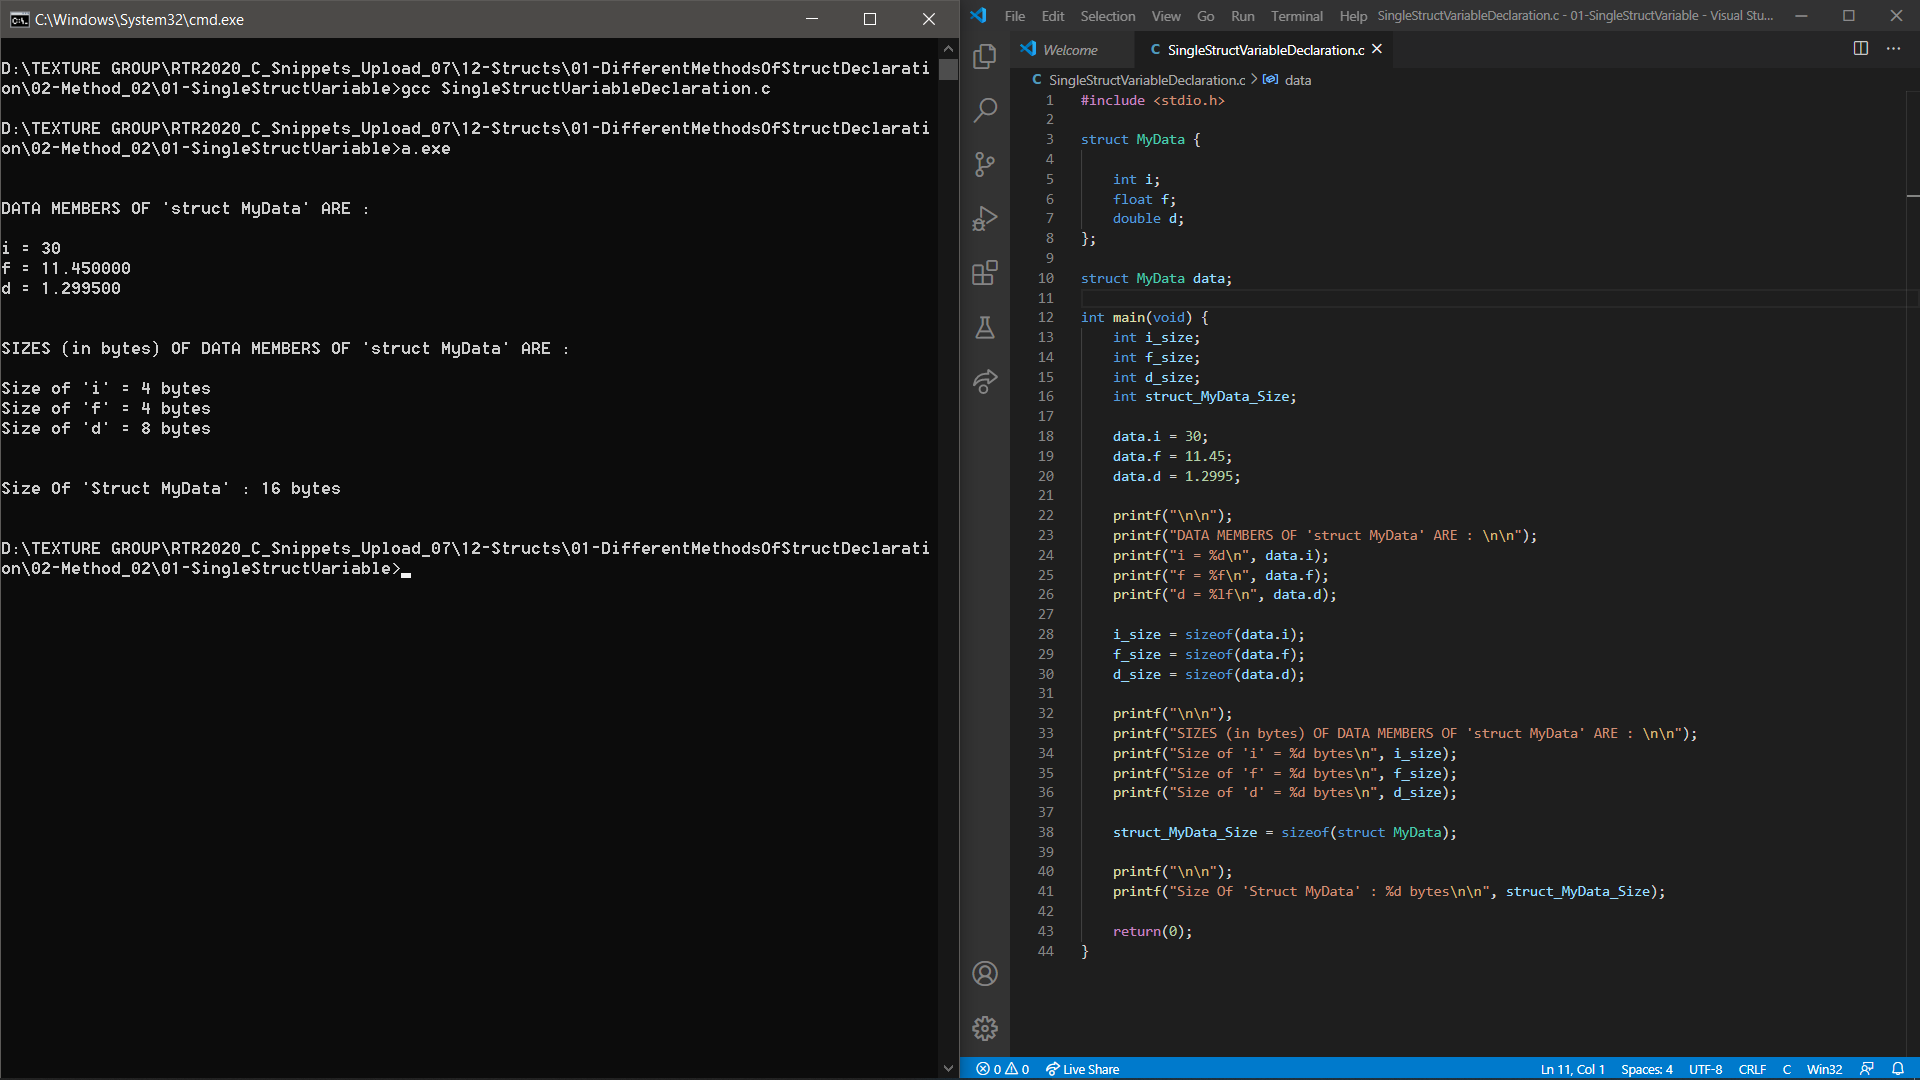 C:\Windows\System32\cmd.exe
D:\TEXTURE GROUP\RTR2020_C_Snippets_Upload_07\12-Structs\01-DifferentMethodsOfStructDeclarati
on\02-Method_02\01-SingleStructVariable>gcc SingleStructVariableDeclaration.c
D:\TEXTURE GROUP\RTR2020_C_Snippets_Upload_07\12-Structs\01-DifferentMethodsOfStructDeclarati
on\02-Method_02\01-SingleStructVariable>a.exe
DATA MEMBERS OF 'struct MyData' ARE :
i = 30
f = 11.450000
d = 1.299500
SIZES (in bytes) OF DATA MEMBERS OF 'struct MyData' ARE :
Size of 'i' = 4 bytes
Size of 'f' = 4 bytes
Size of 'd' = 8 bytes
Size Of 'Struct MyData' : 16 bytes
D:\TEXTURE GROUP\RTR2020_C_Snippets_Upload_07\12-Structs\01-DifferentMethodsOfStructDeclarati
on\02-Method_02\01-SingleStructVariable>
File Edit Selection View Go Run Terminal Help SingleStructVariableDeclaration.c - 01-SingleStructVariable - Visual Stu...
Welcome C SingleStructVariableDeclaration.c
C SingleStructVariableDeclaration.c > data
1 #include <stdio.h>
2
3 struct MyData {
4
5 int i;
6 float f;
7 double d;
8 };
9
10 struct MyData data;
11
12 int main(void) {
13 int i_size;
14 int f_size;
15 int d_size;
16 int struct_MyData_Size;
17
18 data.i = 30;
19 data.f = 11.45;
20 data.d = 1.2995;
21
22 printf("\n\n");
23 printf("DATA MEMBERS OF 'struct MyData' ARE : \n\n");
24 printf("i = %d\n", data.i);
25 printf("f = %f\n", data.f);
26 printf("d = %lf\n", data.d);
27
28 i_size = sizeof(data.i);
29 f_size = sizeof(data.f);
30 d_size = sizeof(data.d);
31
32 printf("\n\n");
33 printf("SIZES (in bytes) OF DATA MEMBERS OF 'struct MyData' ARE : \n\n");
34 printf("Size of 'i' = %d bytes\n", i_size);
35 printf("Size of 'f' = %d bytes\n", f_size);
36 printf("Size of 'd' = %d bytes\n", d_size);
37
38 struct_MyData_Size = sizeof(struct MyData);
39
40 printf("\n\n");
41 printf("Size Of 'Struct MyData' : %d bytes\n\n", struct_MyData_Size);
42
43 return(0);
44 }
0 0 Live Share Ln 11, Col 1 Spaces: 4 UTF-8 CRLF C Win32